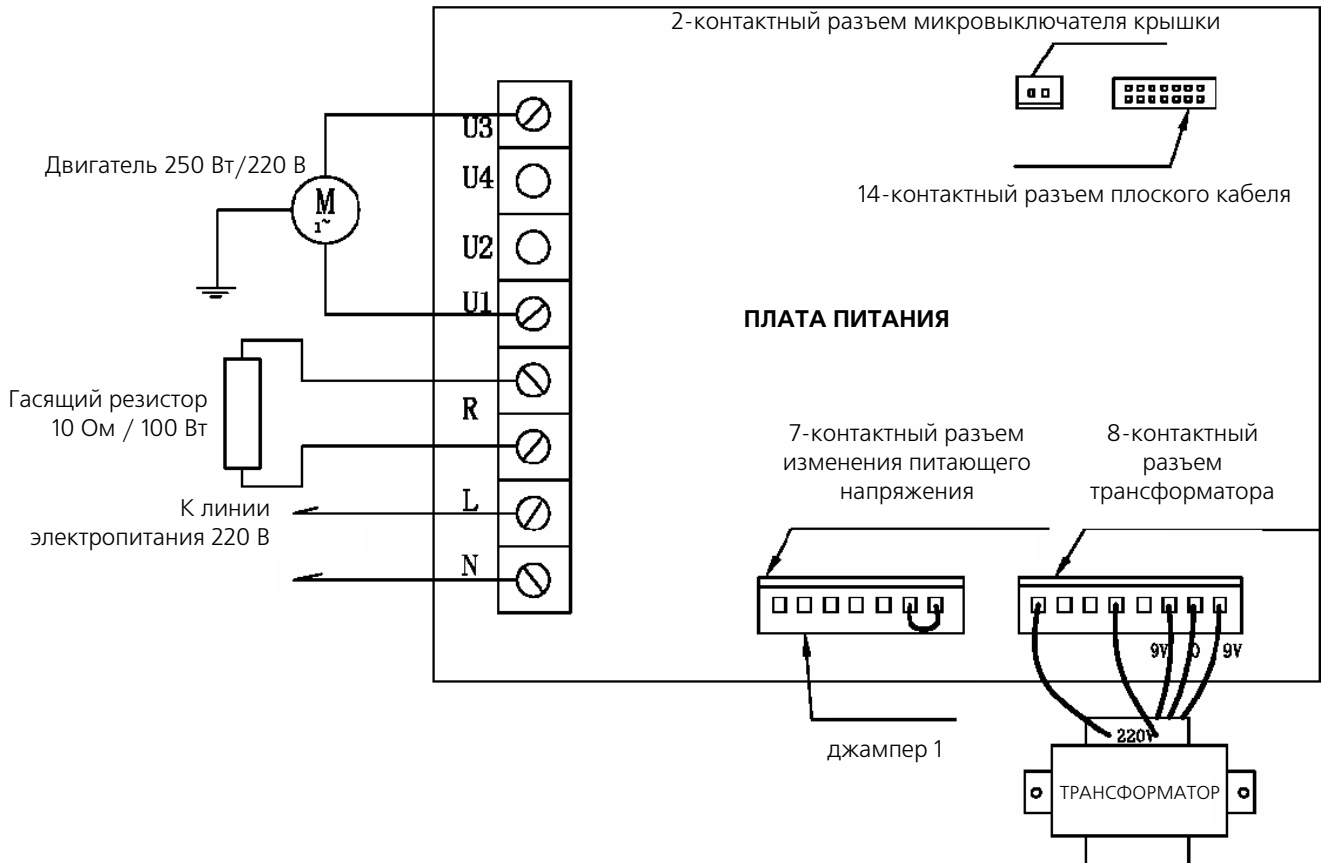 2-контактный разъем микровыключателя крышки
U3
Двигатель 250 Вт/220 В
M
1~
U4
14-контактный разъем плоского кабеля
U2
U1
ПЛАТА ПИТАНИЯ
Гасящий резистор
10 Ом / 100 Вт
R
7-контактный разъем
изменения питающего
напряжения
8-контактный
разъем
трансформатора
К линии
электропитания 220 В
L
N
9V
0
9V
джампер 1
220V
ТРАНСФОРМАТОР